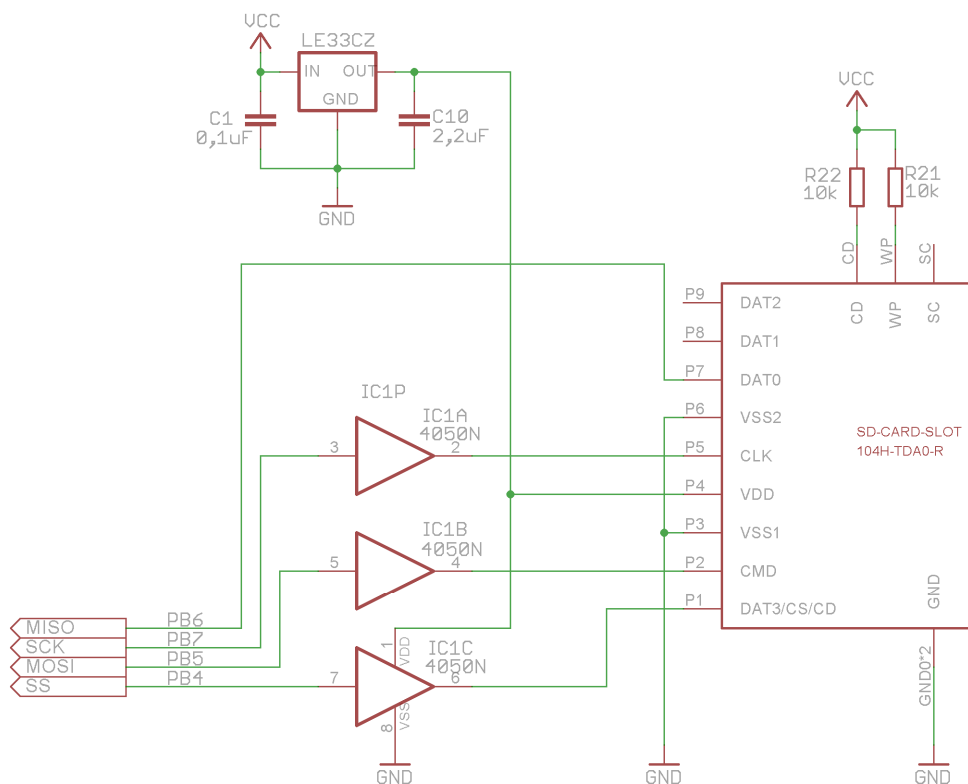 VCC
LE33CZ
IN OUT
GND
C1
0,1uF
C10
2,2uF
GND
VCC
R22
10k
R21
10k
CD
WP
SC
CD
WP
SC
P9 DAT2
P8 DAT1
P7 DAT0
P6 VSS2
P5 CLK
P4 VDD
P3 VSS1
P2 CMD
P1 DAT3/CS/CD
SD-CARD-SLOT
104H-TDA0-R
GND
GND0*2
GND
IC1P
IC1A
4050N
3 2
IC1B
4050N
5 4
IC1C
4050N
7 6
1
VDD
8
VSS
GND
GND
MISO PB6
SCK PB7
MOSI PB5
SS PB4